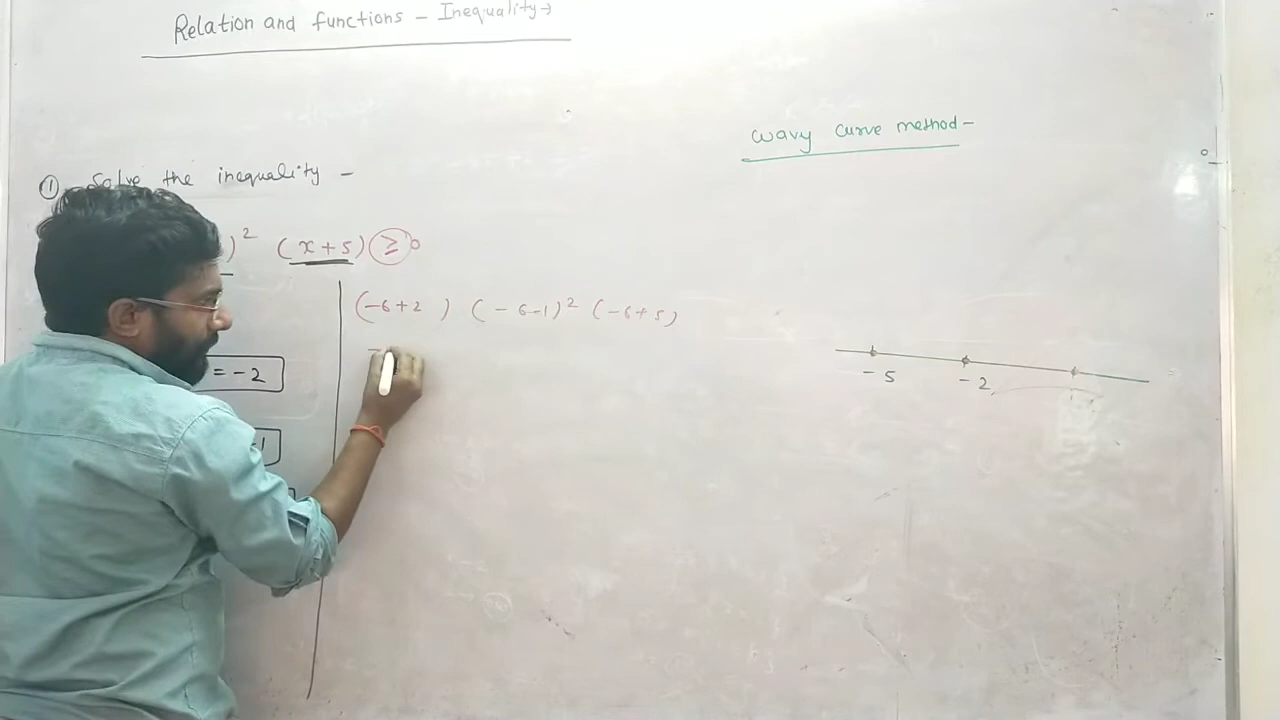 Relation and functions - Inequality →
wavy curve method -
① Solve the inequality -
)² (x+5) ≥ 0
(-6+2 ) (-6-1)² (-6+5)
= -2
-5 -2